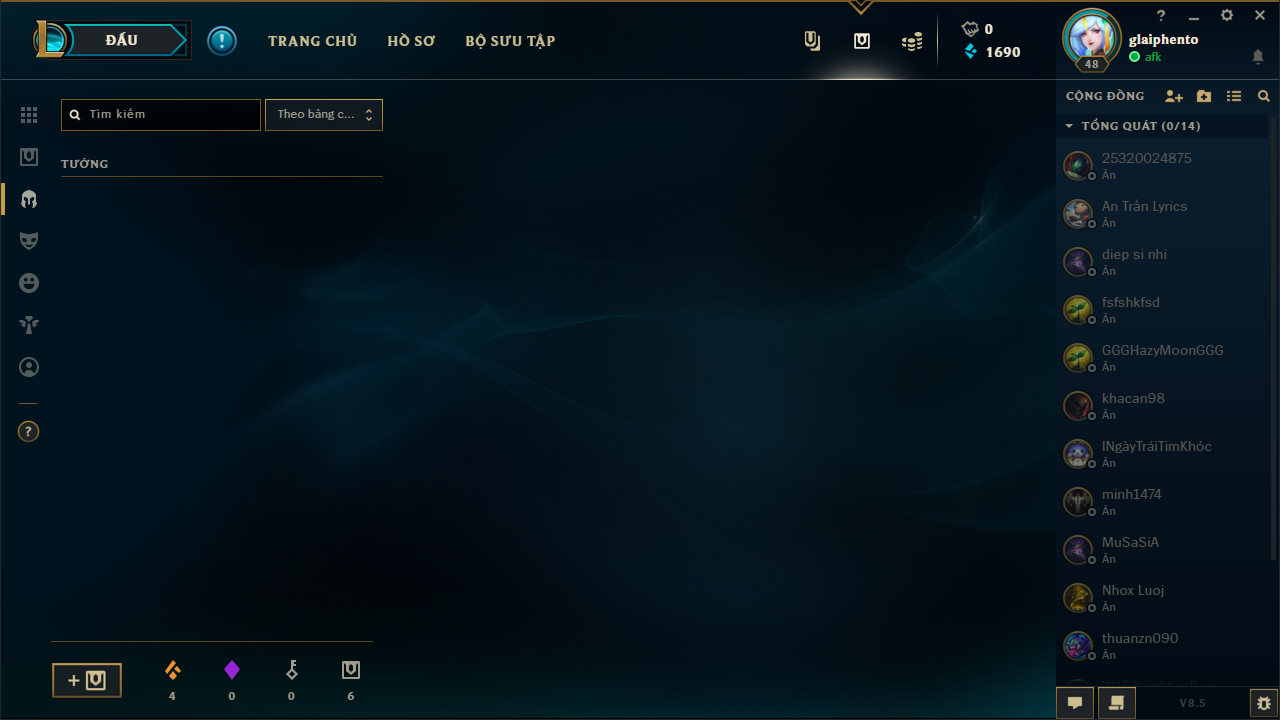 ĐẤU
TRANG CHỦ
HỒ SƠ
BỘ SƯU TẬP
0
1690
48
glaiphento
afk
CỘNG ĐỒNG
Tìm kiếm
Theo bảng c...
TƯỚNG
TỔNG QUÁT (0/14)
25320024875
Ẩn
An Trần Lyrics
Ẩn
diep si nhi
Ẩn
fsfshkfsd
Ẩn
GGGHazyMoonGGG
Ẩn
khacan98
Ẩn
lNgàyTráiTimKhóc
Ẩn
minh1474
Ẩn
MuSaSiA
Ẩn
Nhox Luoj
Ẩn
thuanzn090
Ẩn
4
0
0
6
V8.5